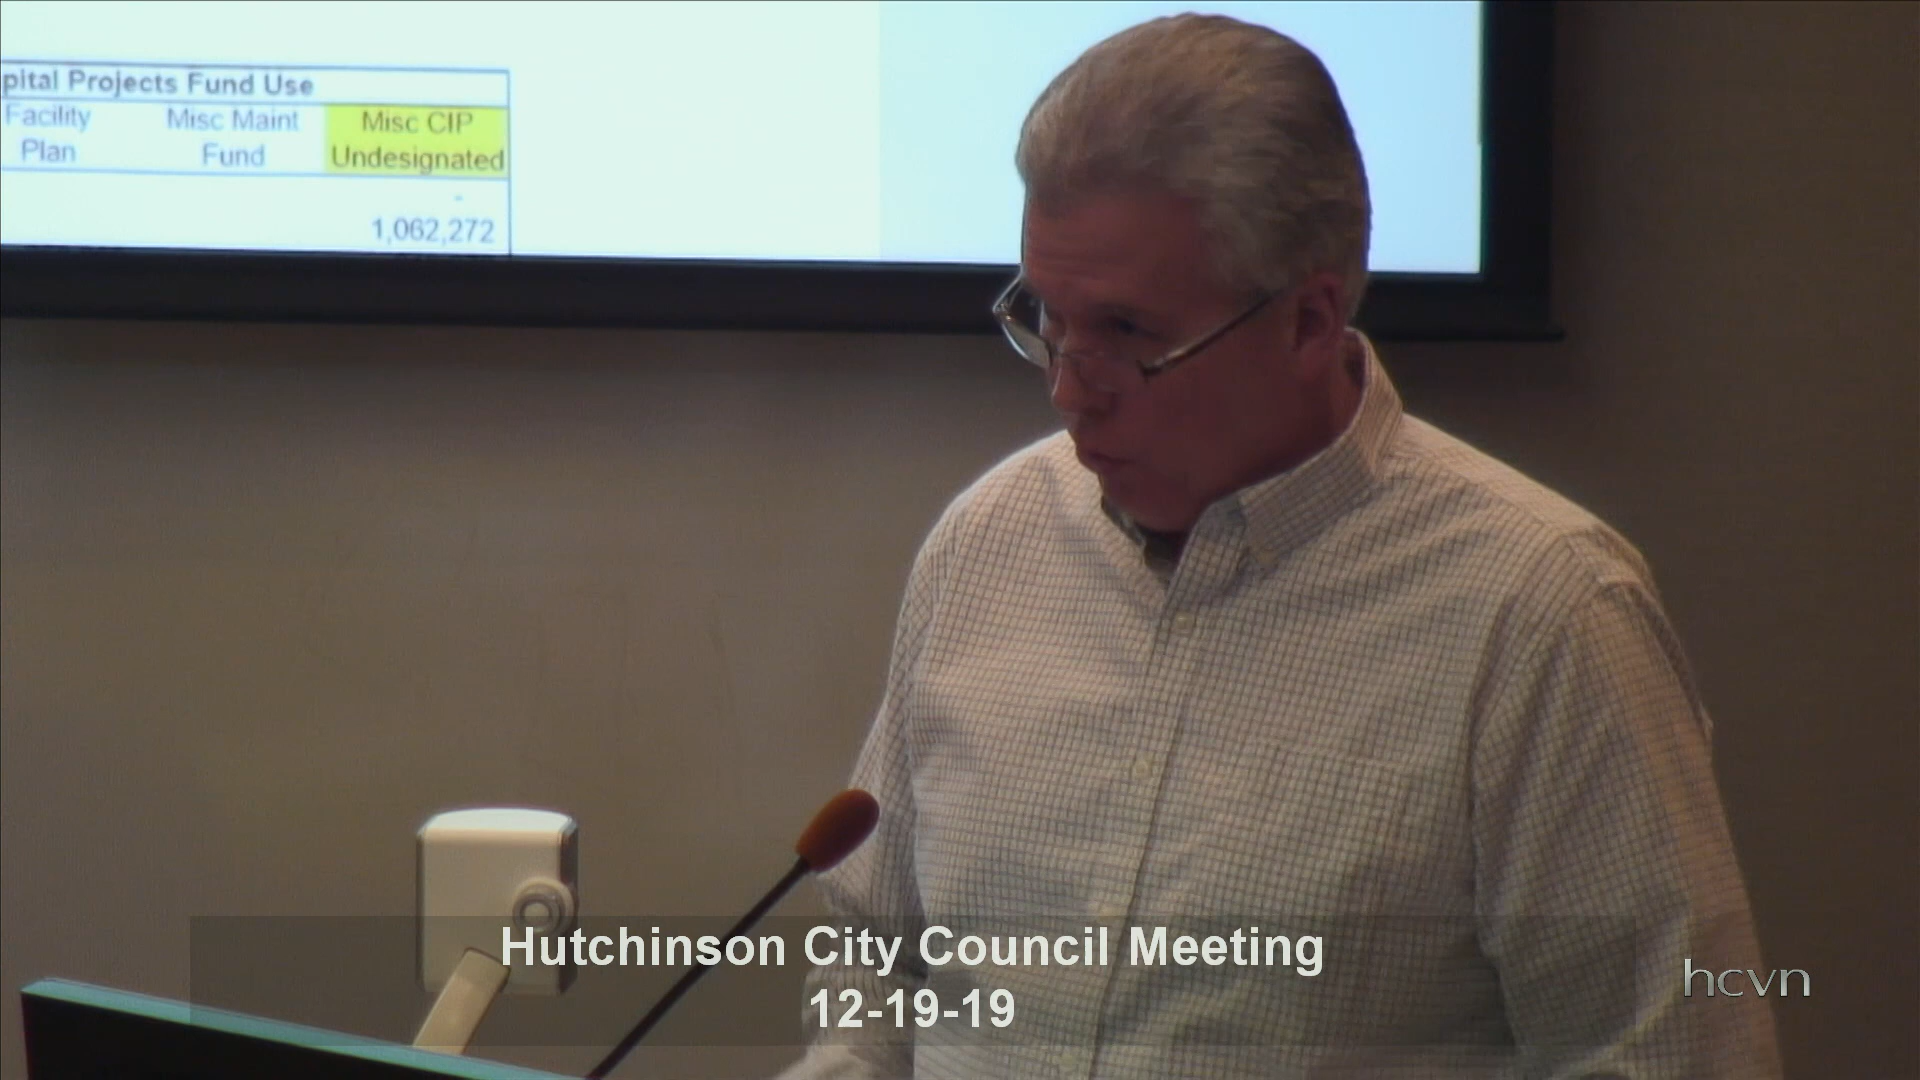 pital Projects Fund Use
Facility Misc Maint Misc CIP
Plan Fund Undesignated
-
1,062,272
Hutchinson City Council Meeting
12-19-19
hcvn